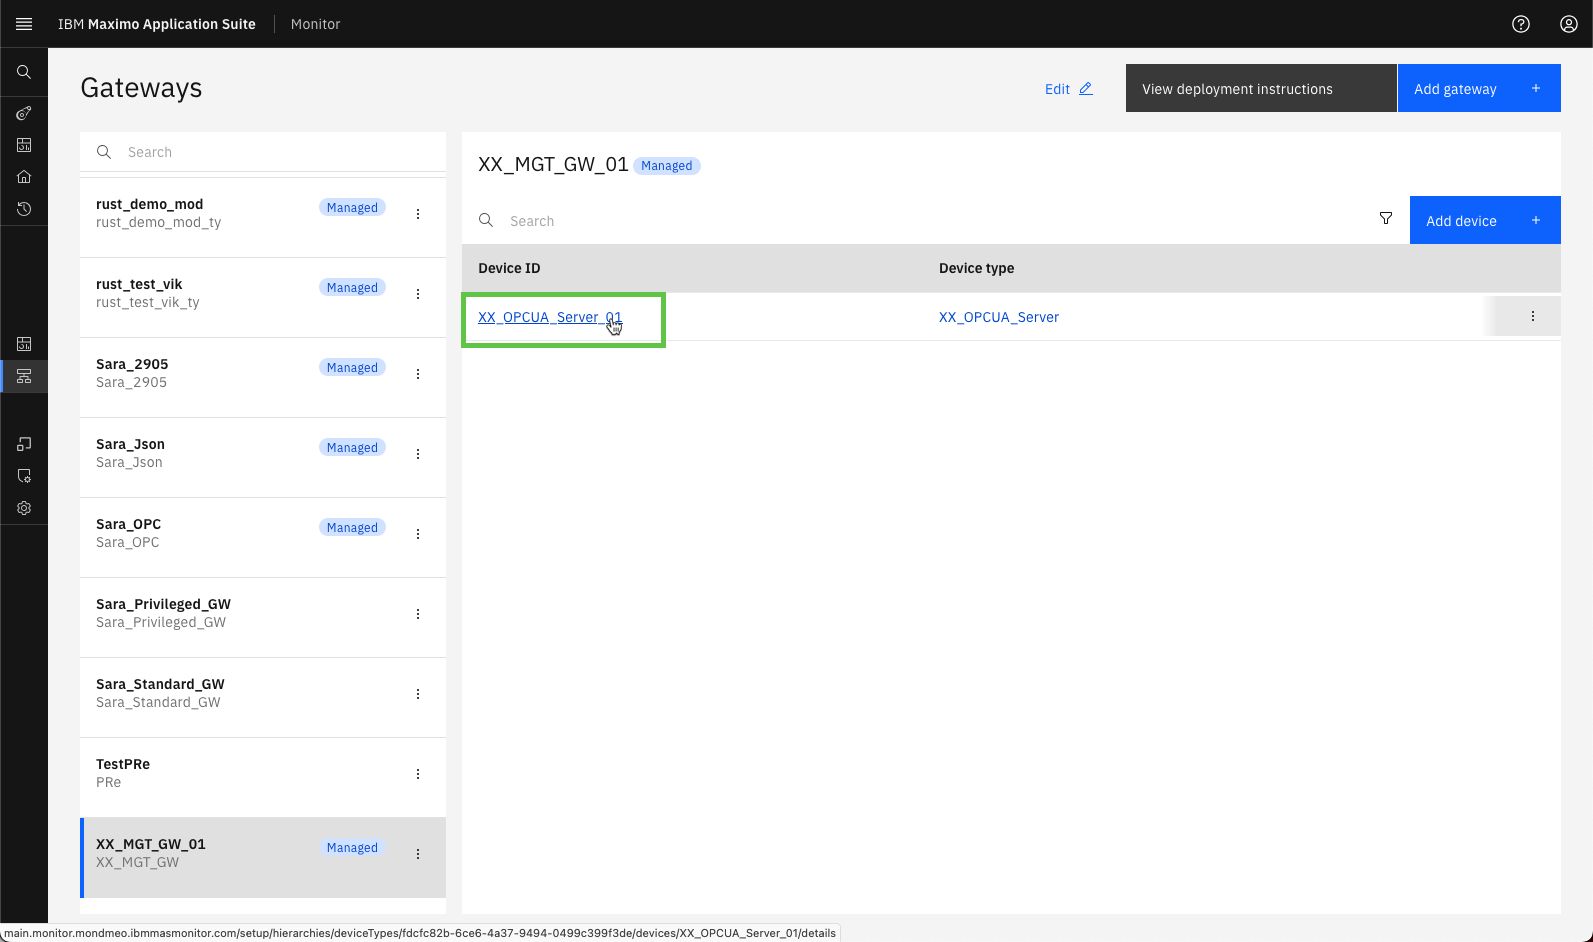 IBM Maximo Application Suite Monitor
Gateways
Edit
View deployment instructions
Add gateway +
Search
rust_demo_mod Managed
rust_demo_mod_ty
rust_test_vik Managed
rust_test_vik_ty
Sara_2905 Managed
Sara_2905
Sara_Json Managed
Sara_Json
Sara_OPC Managed
Sara_OPC
Sara_Privileged_GW
Sara_Privileged_GW
Sara_Standard_GW
Sara_Standard_GW
TestPRe
PRe
XX_MGT_GW_01 Managed
XX_MGT_GW
XX_MGT_GW_01 Managed
Search
Add device +
Device ID Device type
XX_OPCUA_Server_01 XX_OPCUA_Server
main.monitor.mondmeo.ibmmasmonitor.com/setup/hierarchies/deviceTypes/fdcfc82b-6ce6-4a37-9494-0499c399f3de/devices/XX_OPCUA_Server_01/details